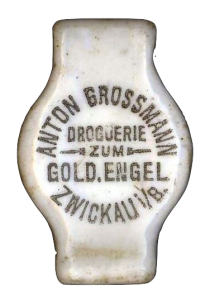 ANTON GROSSMANN
DROGUERIE
ZUM
GOLD. ENGEL
ZWICKAU i/B.